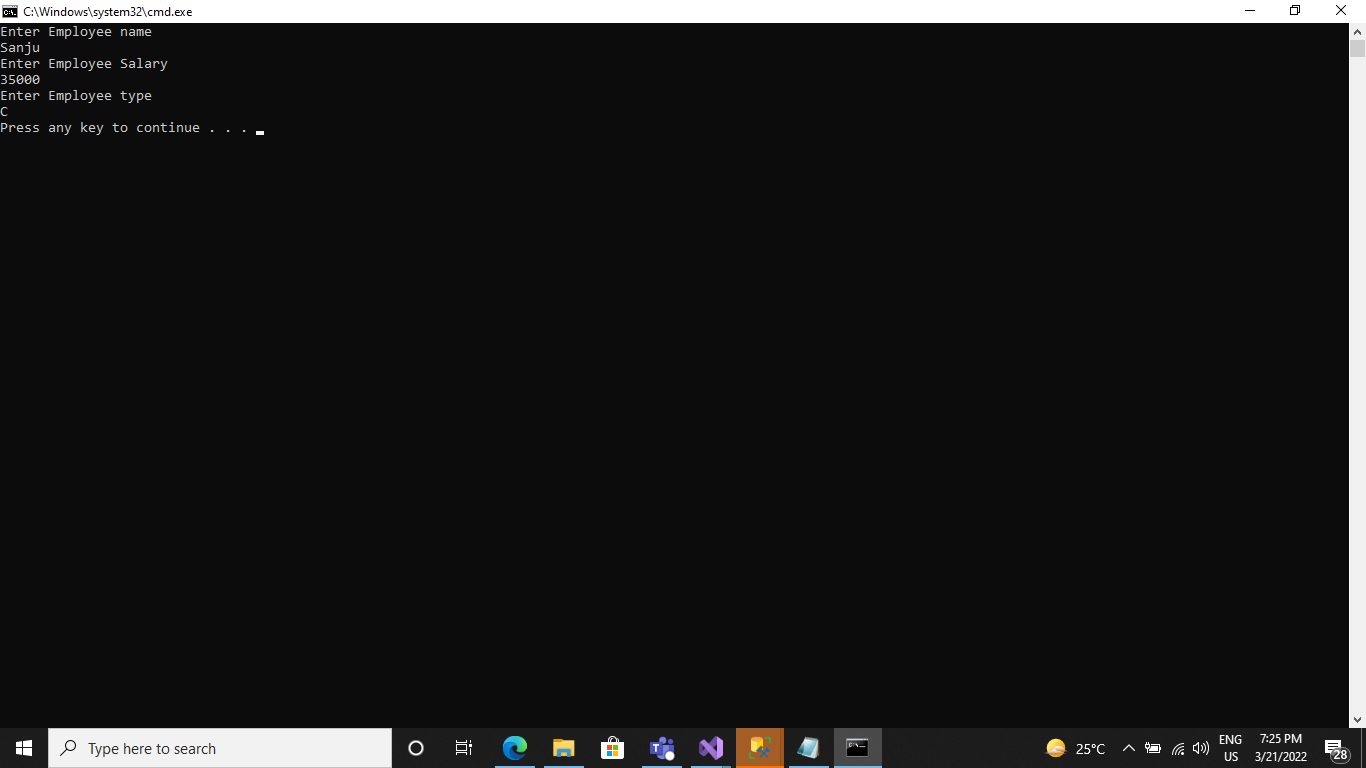 C:\Windows\system32\cmd.exe
Enter Employee name
Sanju
Enter Employee Salary
35000
Enter Employee type
C
Press any key to continue . . .
Type here to search
25°C
ENG
US
7:25 PM
3/21/2022
28